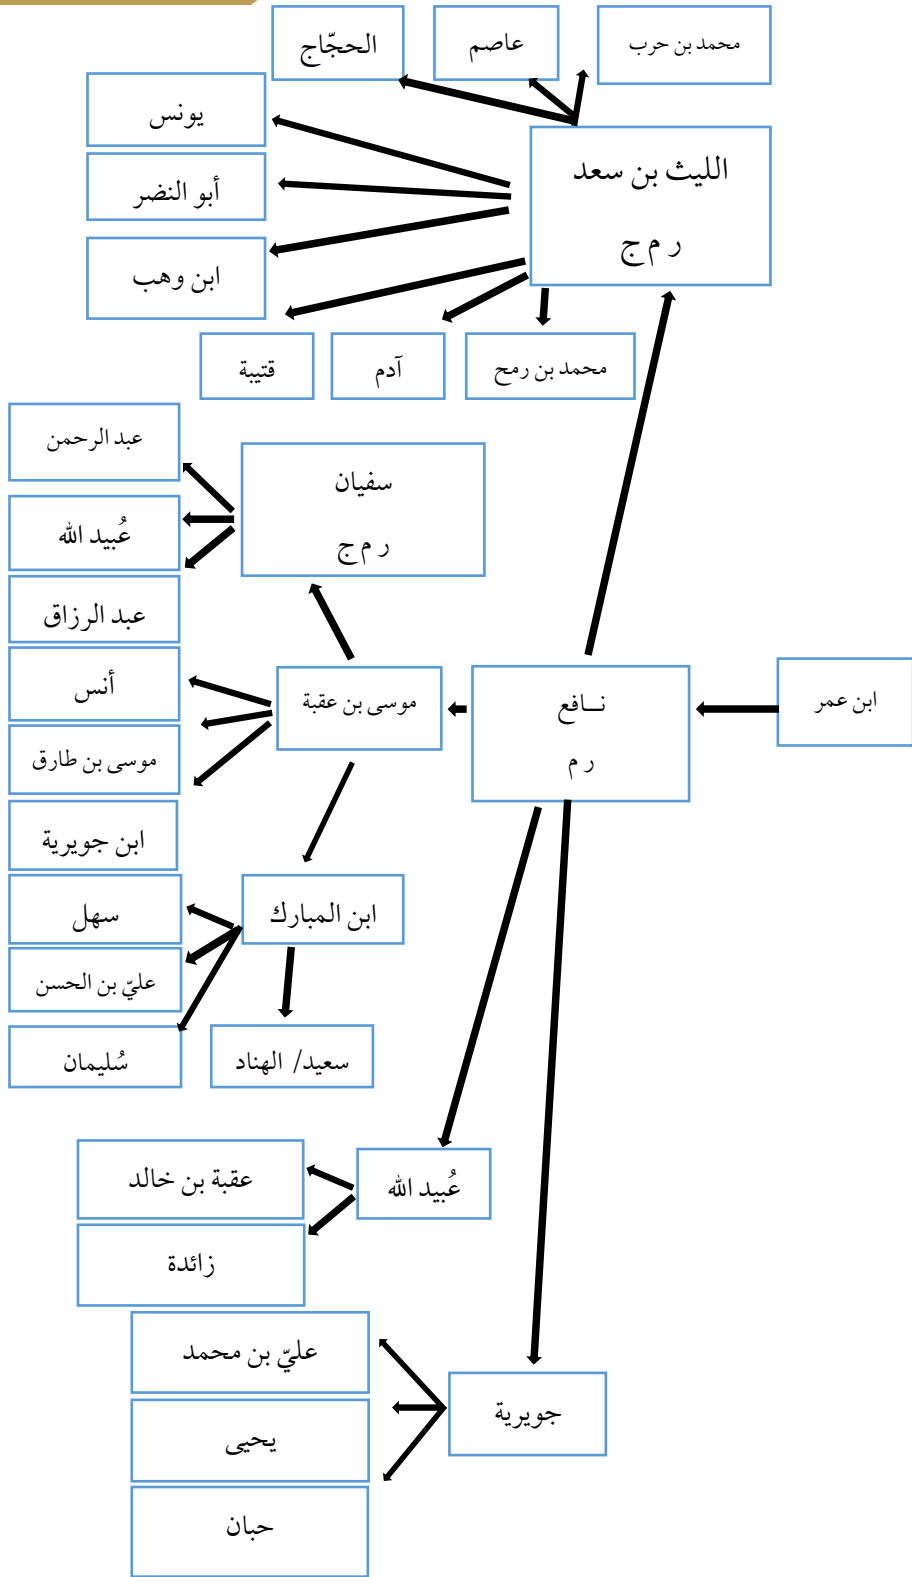 محمد بن حرب
عاصم
الحجّاج
يونس
الليث بن سعد
ر م ج
أبو النضر
ابن وهب
محمد بن رمح
آدم
قتيبة
عبد الرحمن
سفيان
ر م ج
عُبيد الله
عبد الرزاق
ابن عمر
نــافع
ر م
موسى بن عقبة
أنس
موسى بن طارق
ابن جويرية
ابن المبارك
سهل
عليّ بن الحسن
سعيد/ الهناد
سُليمان
عُبيد الله
عقبة بن خالد
زائدة
عليّ بن محمد
جويرية
يحيى
حبان